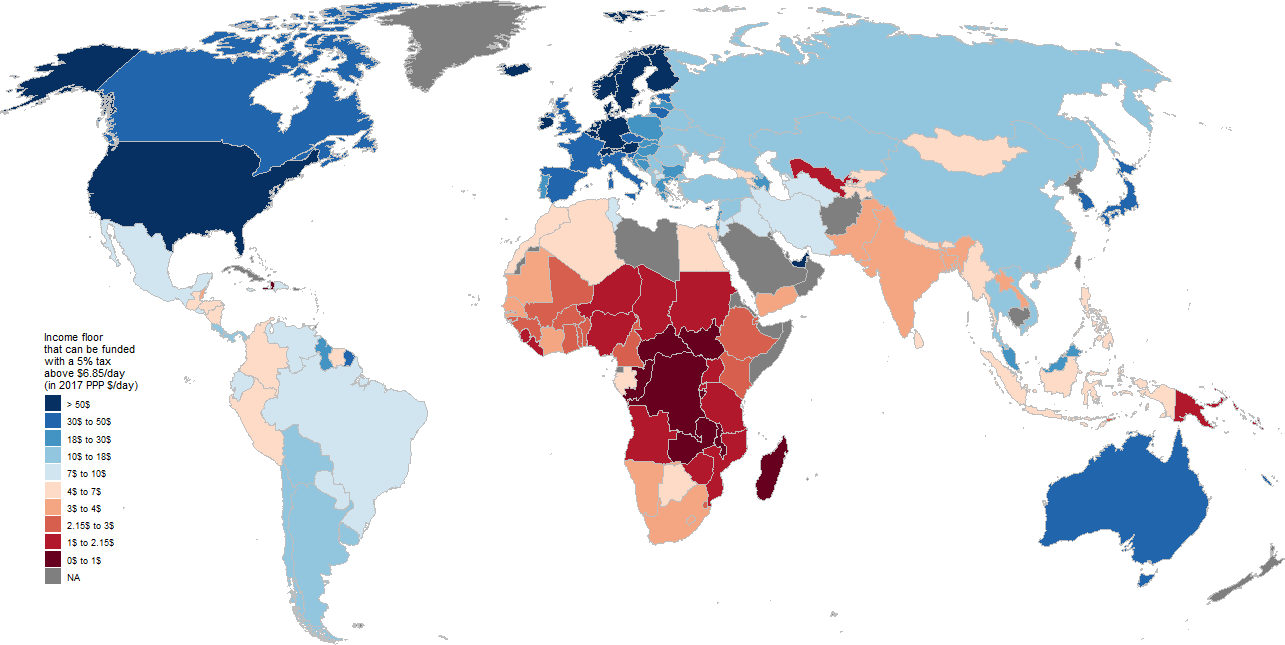 Income floor
that can be funded
with a 5% tax
above $6.85/day
(in 2017 PPP $/day)
> 50$
30$ to 50$
18$ to 30$
10$ to 18$
7$ to 10$
4$ to 7$
3$ to 4$
2.15$ to 3$
1$ to 2.15$
0$ to 1$
NA